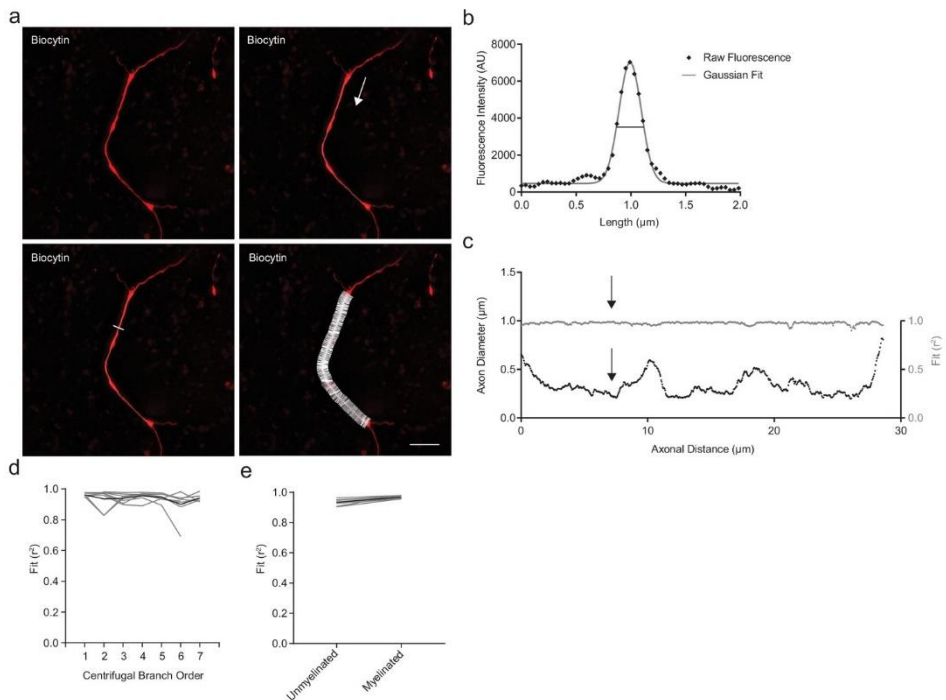 a
Biocytin
Biocytin
Biocytin
Biocytin
b
Fluorescence Intensity (AU)
8000
6000
4000
2000
0
0.0 0.5 1.0 1.5 2.0
Length (µm)
Raw Fluorescence
Gaussian Fit
c
Axon Diameter (µm)
1.5
1.0
0.5
0.0
1.0
0.5
0.0
Fit (r²)
0 10 20 30
Axonal Distance (µm)
d
Fit (r²)
1.0
0.8
0.6
0.4
0.2
0.0
1 2 3 4 5 6 7
Centrifugal Branch Order
e
Fit (r²)
1.0
0.8
0.6
0.4
0.2
0.0
Unmyelinated
Myelinated